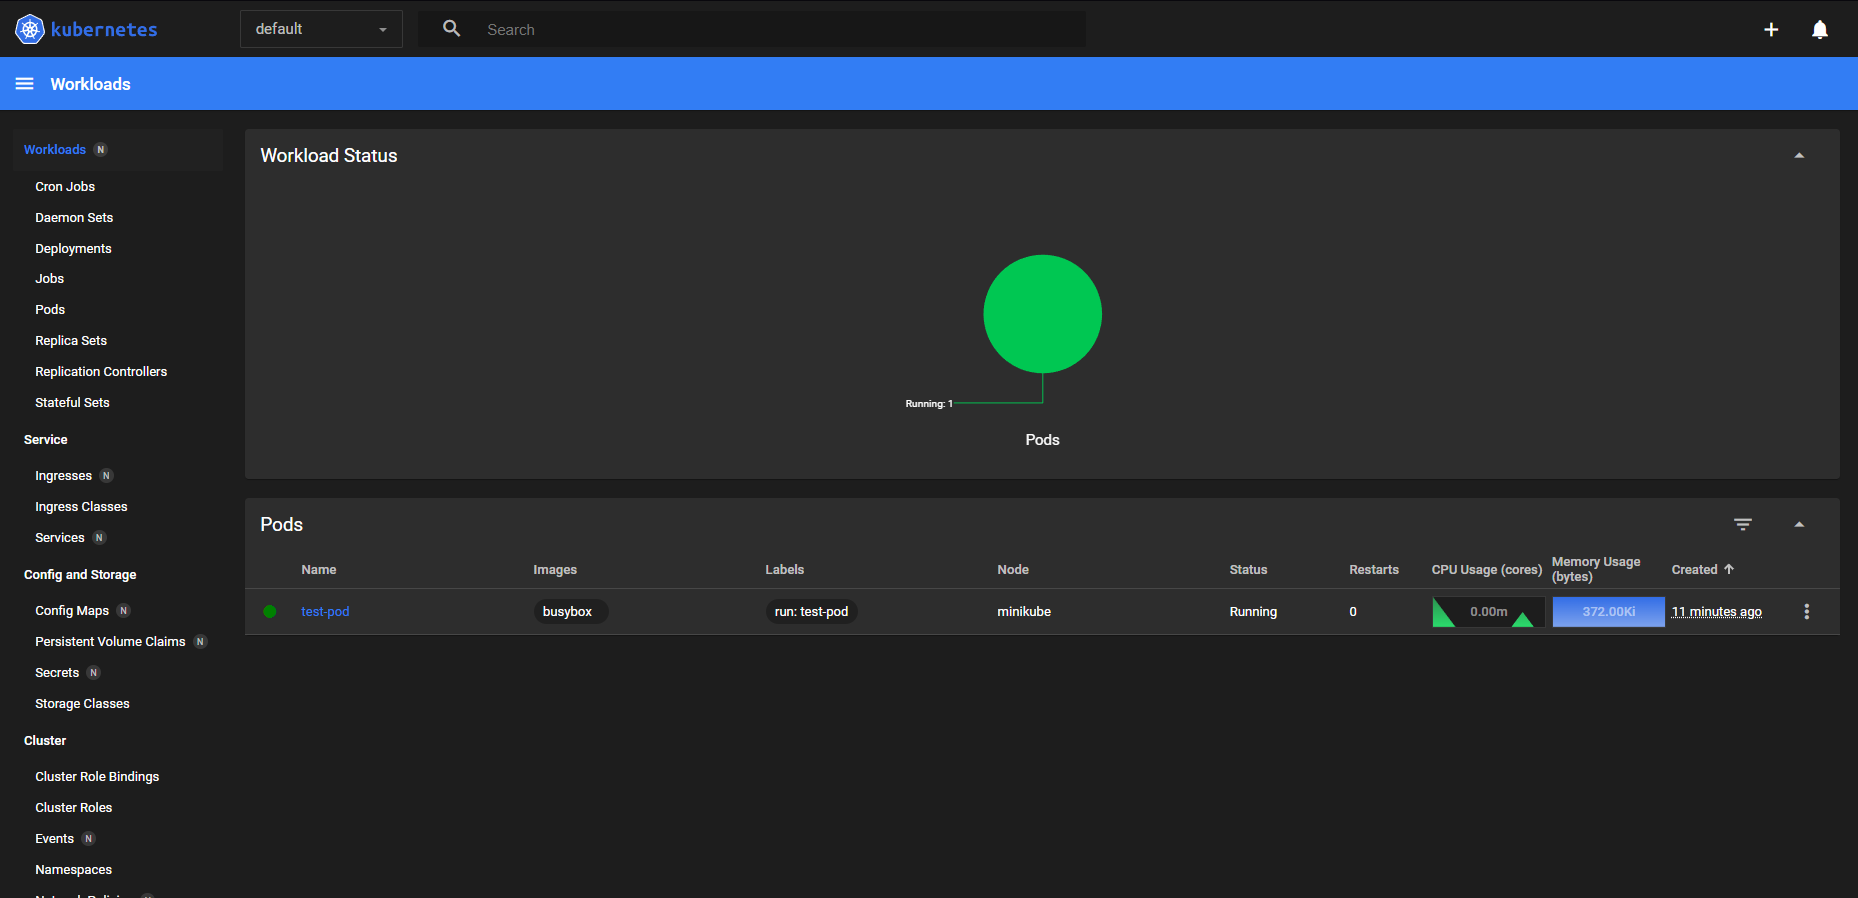 kubernetes
default
Search
Workloads
Workloads N
Cron Jobs
Daemon Sets
Deployments
Jobs
Pods
Replica Sets
Replication Controllers
Stateful Sets
Service
Ingresses N
Ingress Classes
Services N
Config and Storage
Config Maps N
Persistent Volume Claims N
Secrets N
Storage Classes
Cluster
Cluster Role Bindings
Cluster Roles
Events N
Namespaces
Workload Status
Running: 1
Pods
Pods
Name Images Labels Node Status Restarts CPU Usage (cores) Memory Usage (bytes) Created
test-pod busybox run: test-pod minikube Running 0 0.00m 372.00Ki 11 minutes ago